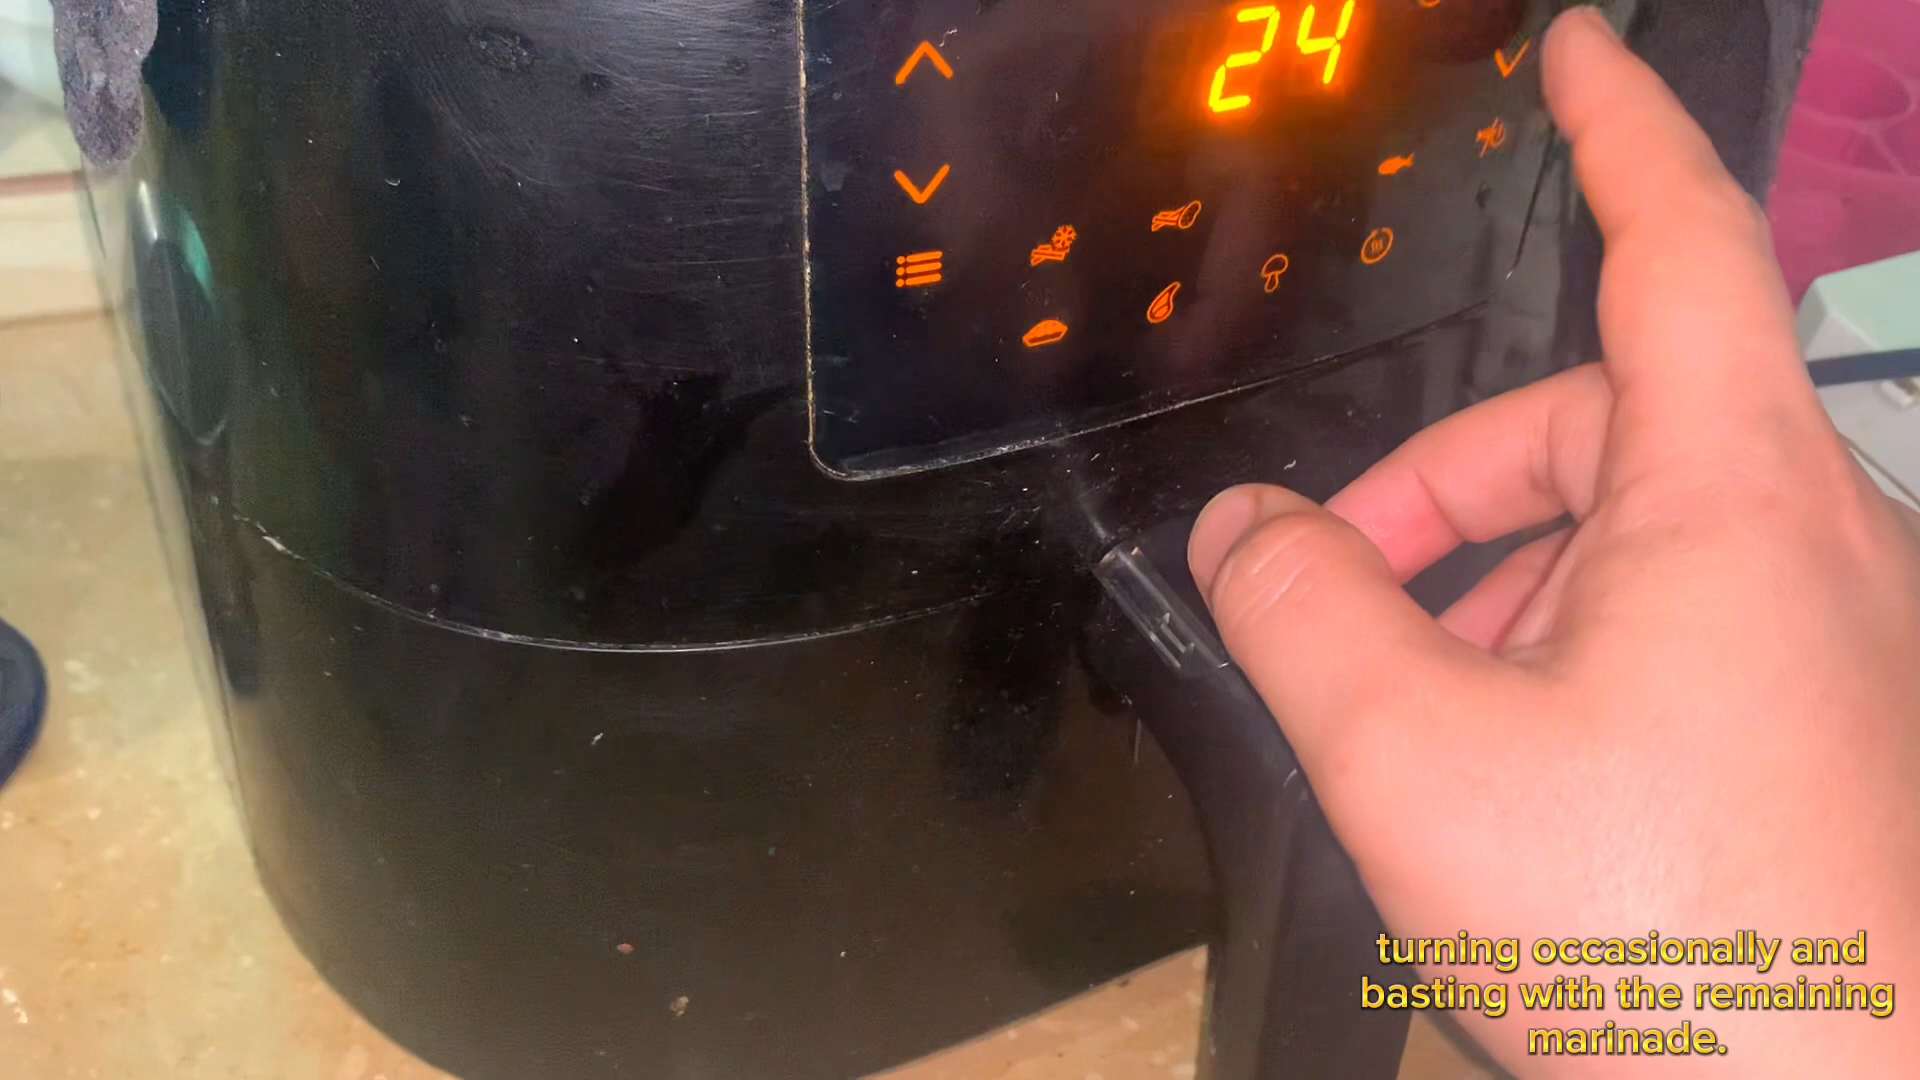 24
turning occasionally and
basting with the remaining
marinade.